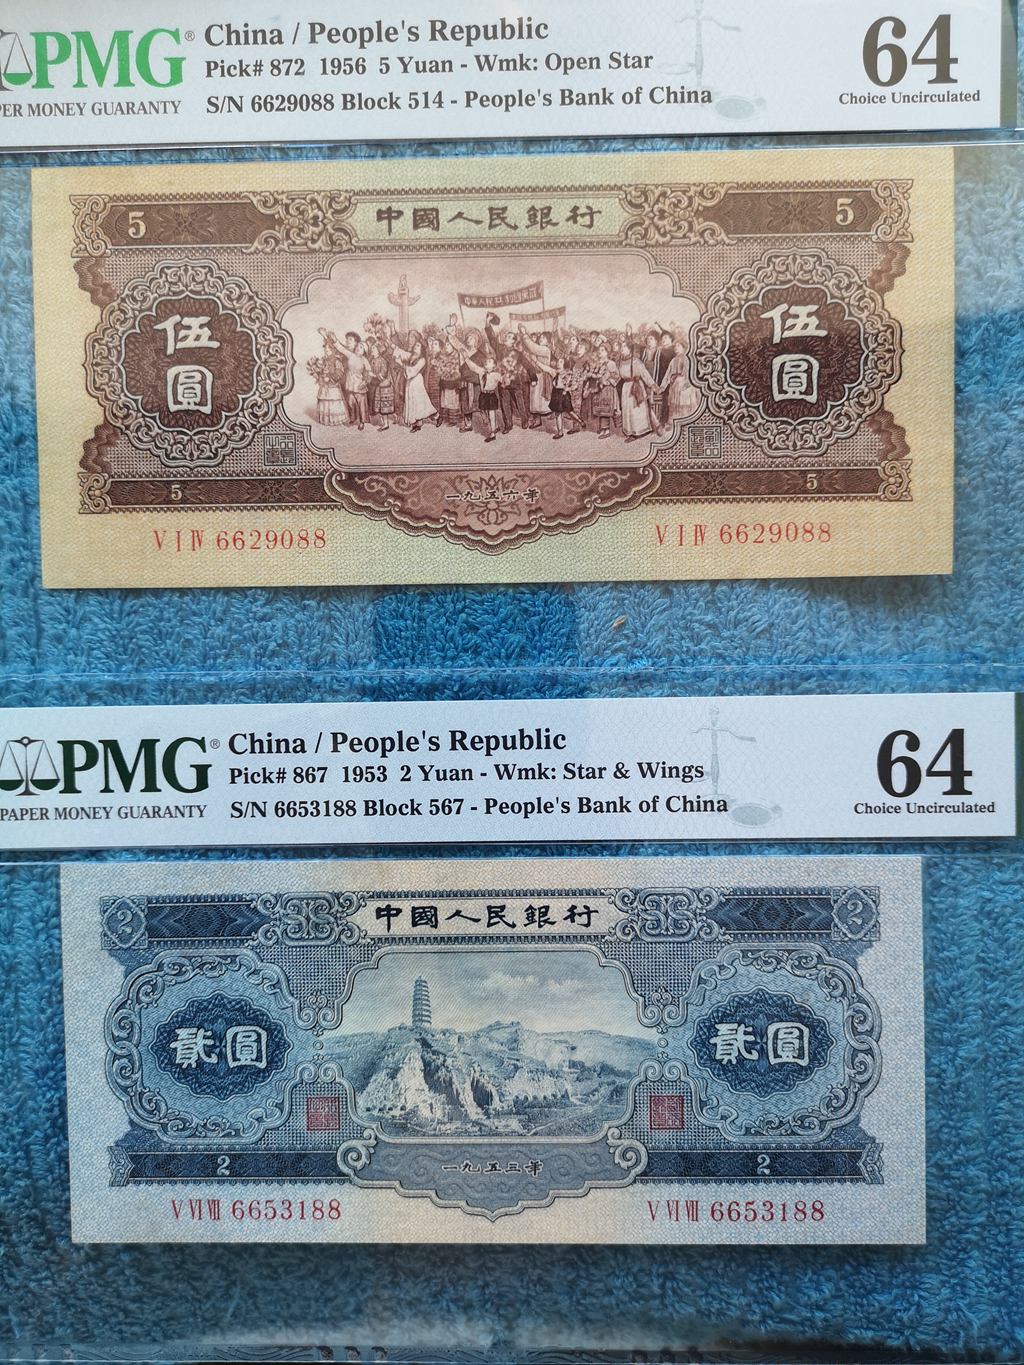 PMG®
PER MONEY GUARANTY
China / People's Republic
Pick# 872 1956 5 Yuan - Wmk: Open Star
S/N 6629088 Block 514 - People's Bank of China
64
Choice Uncirculated
5 中國人民銀行 5
伍圓 伍圓
5 一九五六年 5
V I IV 6629088 V I IV 6629088
PMG®
PAPER MONEY GUARANTY
China / People's Republic
Pick# 867 1953 2 Yuan - Wmk: Star & Wings
S/N 6653188 Block 567 - People's Bank of China
64
Choice Uncirculated
2 中國人民銀行 2
貳圓 貳圓
2 一九五三年 2
V VI VII 6653188 V VI VII 6653188